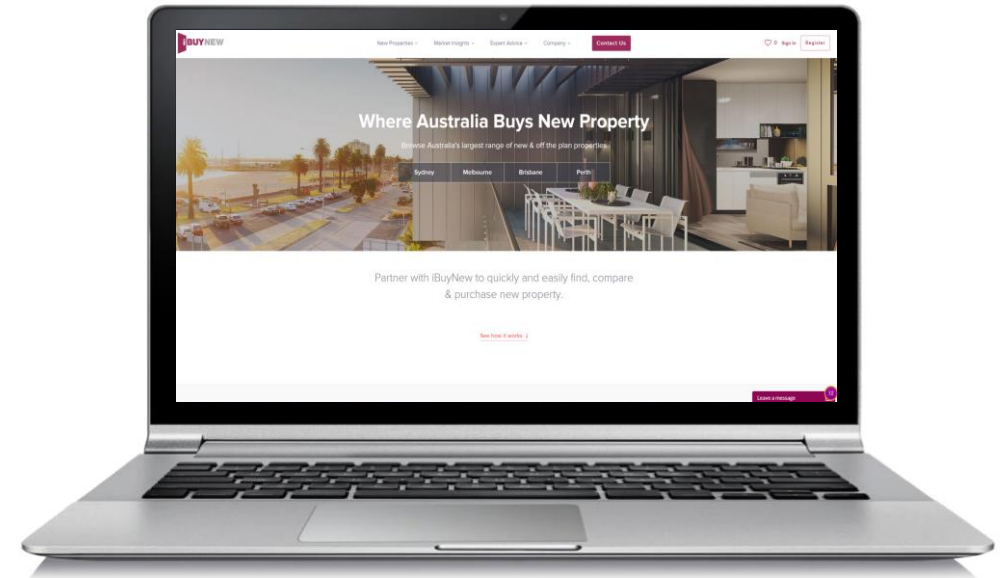 iBUYNEW
New Properties
Market Insights
Expert Advice
Company
Contact Us
0
Sign In
Register
Where Australia Buys New Property
Browse Australia's largest range of new & off the plan properties
Sydney
Melbourne
Brisbane
Perth
Partner with iBuyNew to quickly and easily find, compare
& purchase new property.
See how it works
Leave a message